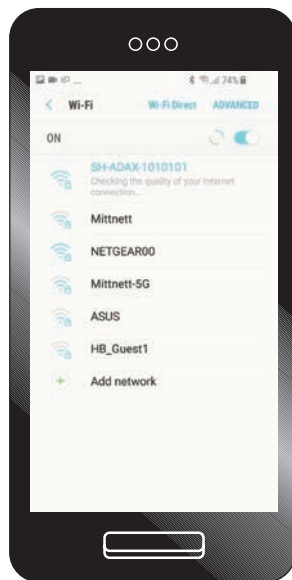 74%
Wi-Fi
Wi-Fi Direct ADVANCED
ON
SH-ADAX-1010101
Checking the quality of your internet
connection...
Mittnett
NETGEAR00
Mittnett-5G
ASUS
HB_Guest1
Add network